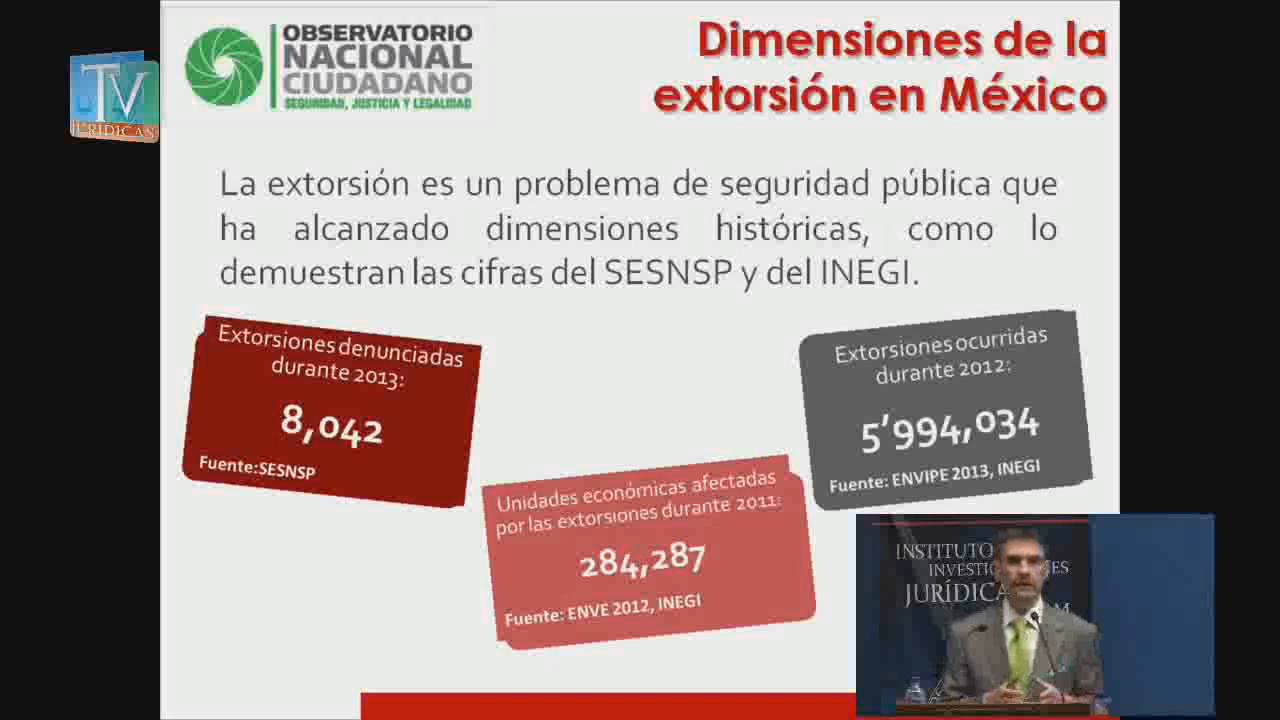 TV
JURIDICAS
OBSERVATORIO
NACIONAL
CIUDADANO
SEGURIDAD, JUSTICIA Y LEGALIDAD
Dimensiones de la
extorsión en México
La extorsión es un problema de seguridad pública que
ha alcanzado dimensiones históricas, como lo
demuestran las cifras del SESNSP y del INEGI.
Extorsiones denunciadas
durante 2013:
8,042
Fuente:SESNSP
Unidades económicas afectadas
por las extorsiones durante 2011:
284,287
Fuente: ENVE 2012, INEGI
Extorsiones ocurridas
durante 2012:
5’994,034
Fuente: ENVIPE 2013, INEGI
INSTITUTO